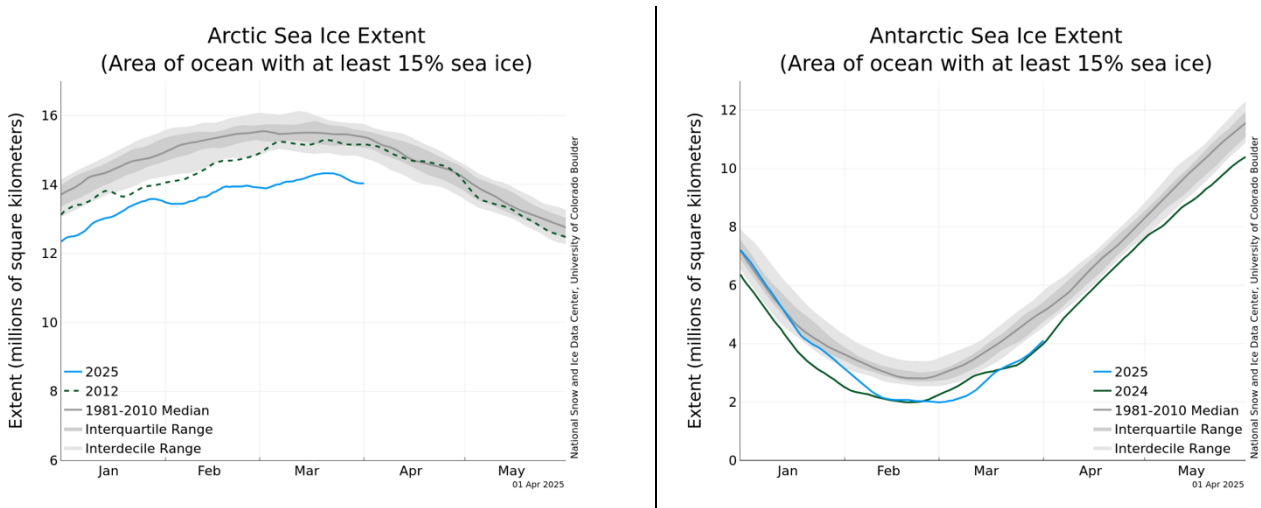 Arctic Sea Ice Extent
(Area of ocean with at least 15% sea ice)
Extent (millions of square kilometers)
16
14
12
10
8
6
2025
2012
1981-2010 Median
Interquartile Range
Interdecile Range
Jan Feb Mar Apr May
01 Apr 2025
National Snow and Ice Data Center, University of Colorado Boulder
Antarctic Sea Ice Extent
(Area of ocean with at least 15% sea ice)
Extent (millions of square kilometers)
12
10
8
6
4
2
0
2025
2024
1981-2010 Median
Interquartile Range
Interdecile Range
Jan Feb Mar Apr May
01 Apr 2025
National Snow and Ice Data Center, University of Colorado Boulder